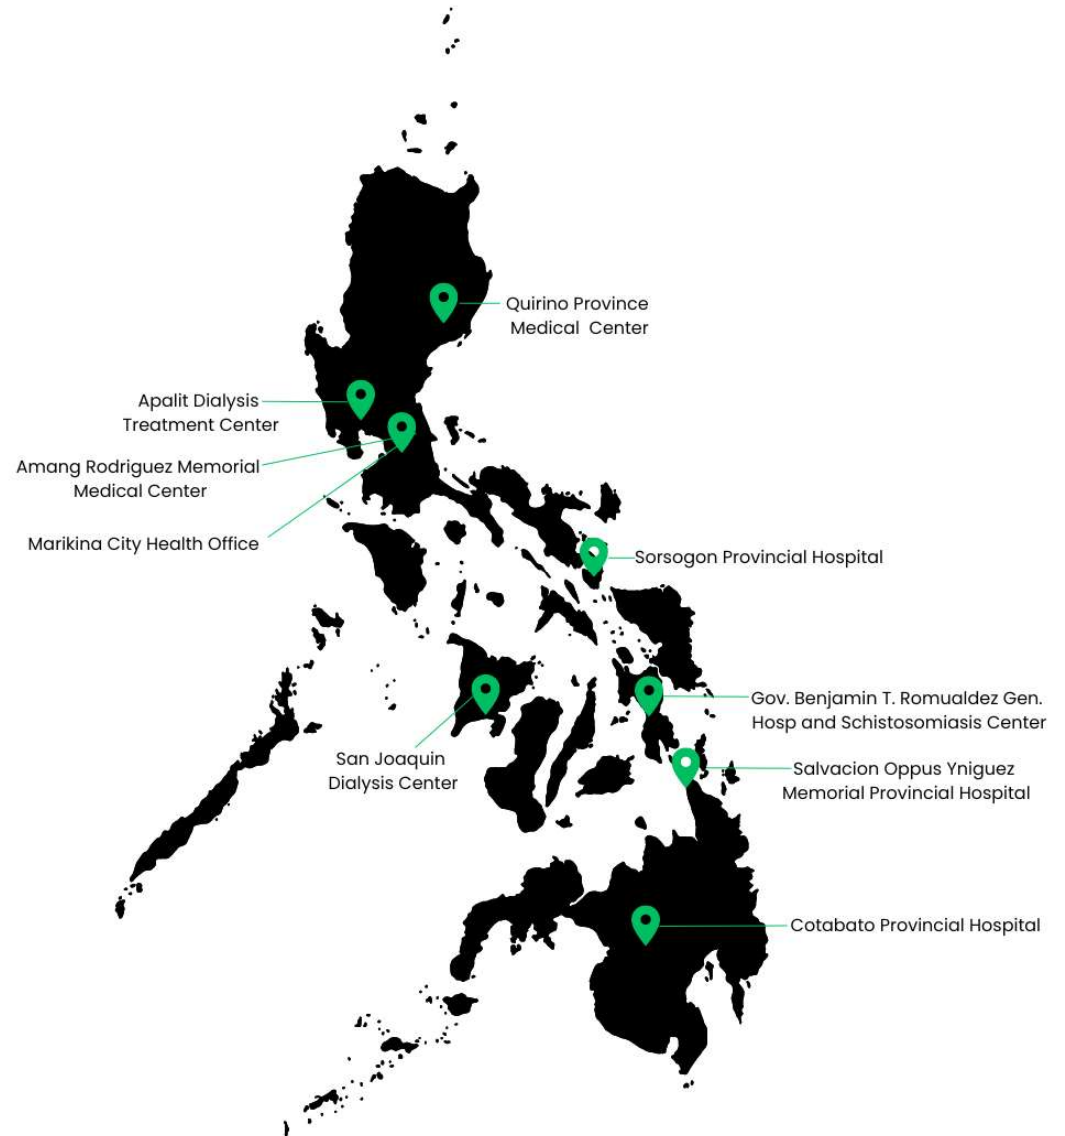 Quirino Province
Medical Center
Apalit Dialysis
Treatment Center
Amang Rodriguez Memorial
Medical Center
Marikina City Health Office
Sorsogon Provincial Hospital
Gov. Benjamin T. Romualdez Gen.
Hosp and Schistosomiasis Center
San Joaquin
Dialysis Center
Salvacion Oppus Yniguez
Memorial Provincial Hospital
Cotabato Provincial Hospital